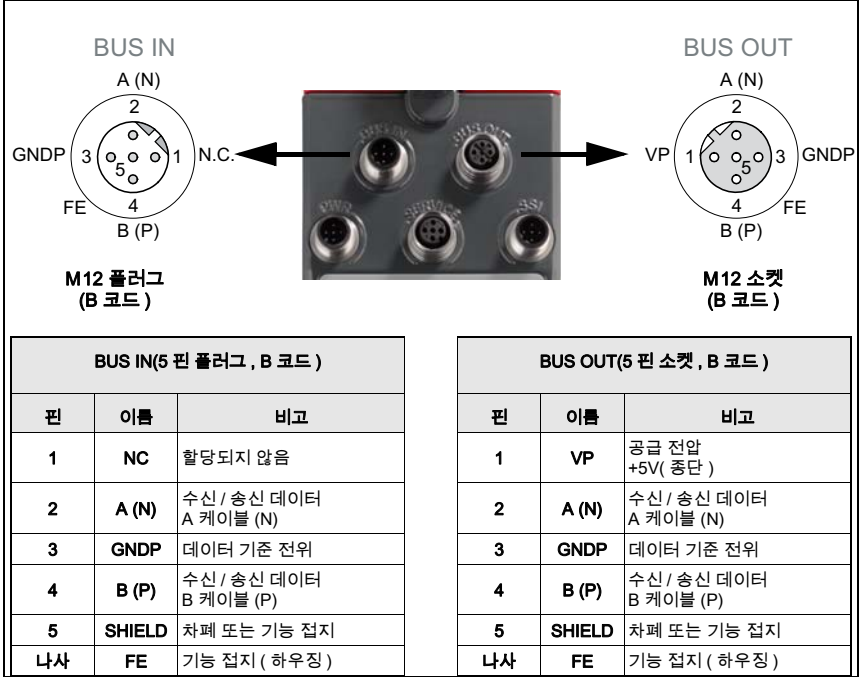 BUS IN
A (N)
2
GNDP
3
5
1
N.C.
4
FE
B (P)
M12 플러그
(B 코드 )
BUS IN
BUS OUT
PWR
SERVICE
SSI
BUS OUT
A (N)
2
VP
1
5
3
GNDP
4
FE
B (P)
M12 소켓
(B 코드 )
BUS IN(5 핀 플러그 , B 코드 )
핀 이름 비고
1 NC 할당되지 않음
2 A (N) 수신 / 송신 데이터
A 케이블 (N)
3 GNDP 데이터 기준 전위
4 B (P) 수신 / 송신 데이터
B 케이블 (P)
5 SHIELD 차폐 또는 기능 접지
나사 FE 기능 접지 ( 하우징 )
BUS OUT(5 핀 소켓 , B 코드 )
핀 이름 비고
1 VP 공급 전압
+5V( 종단 )
2 A (N) 수신 / 송신 데이터
A 케이블 (N)
3 GNDP 데이터 기준 전위
4 B (P) 수신 / 송신 데이터
B 케이블 (P)
5 SHIELD 차폐 또는 기능 접지
나사 FE 기능 접지 ( 하우징 )